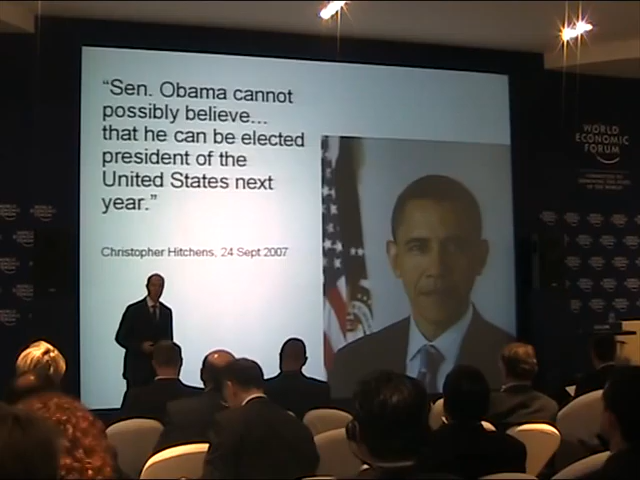 “Sen. Obama cannot
possibly believe...
that he can be elected
president of the
United States next
year.”
Christopher Hitchens, 24 Sept 2007
WORLD
ECONOMIC
FORUM